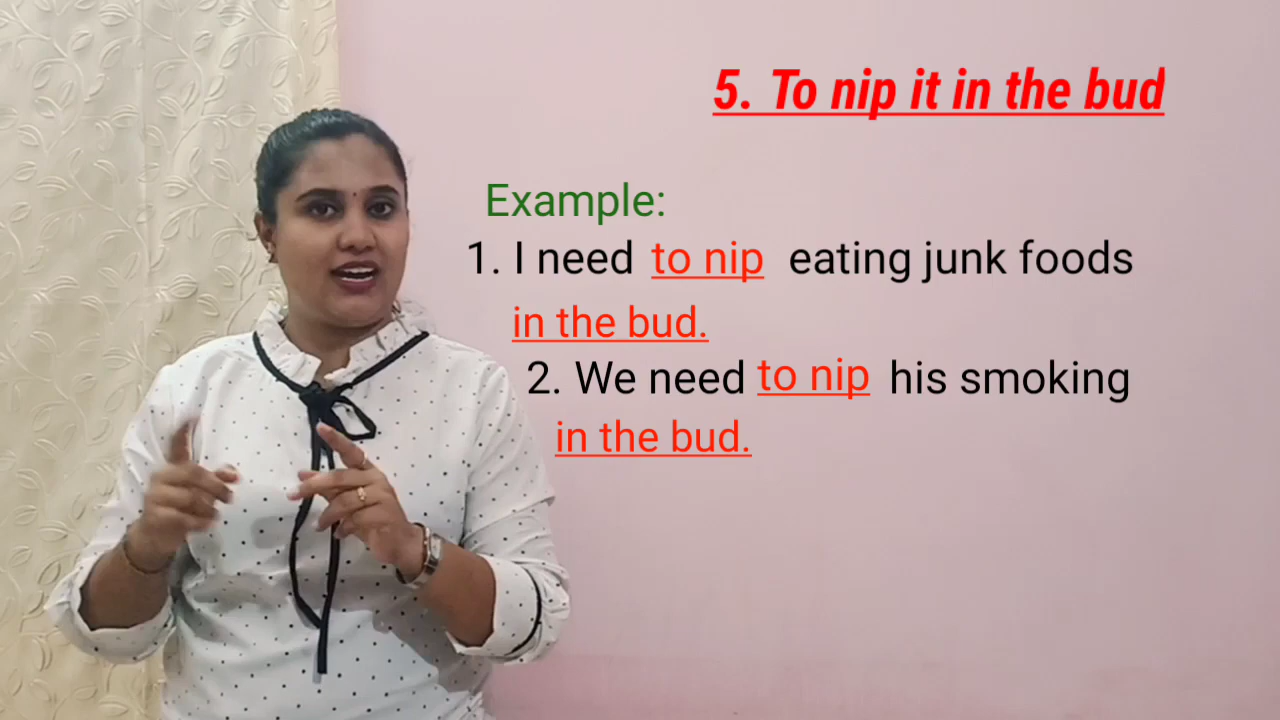 5. To nip it in the bud
Example:
1. I need to nip eating junk foods
in the bud.
2. We need to nip his smoking
in the bud.